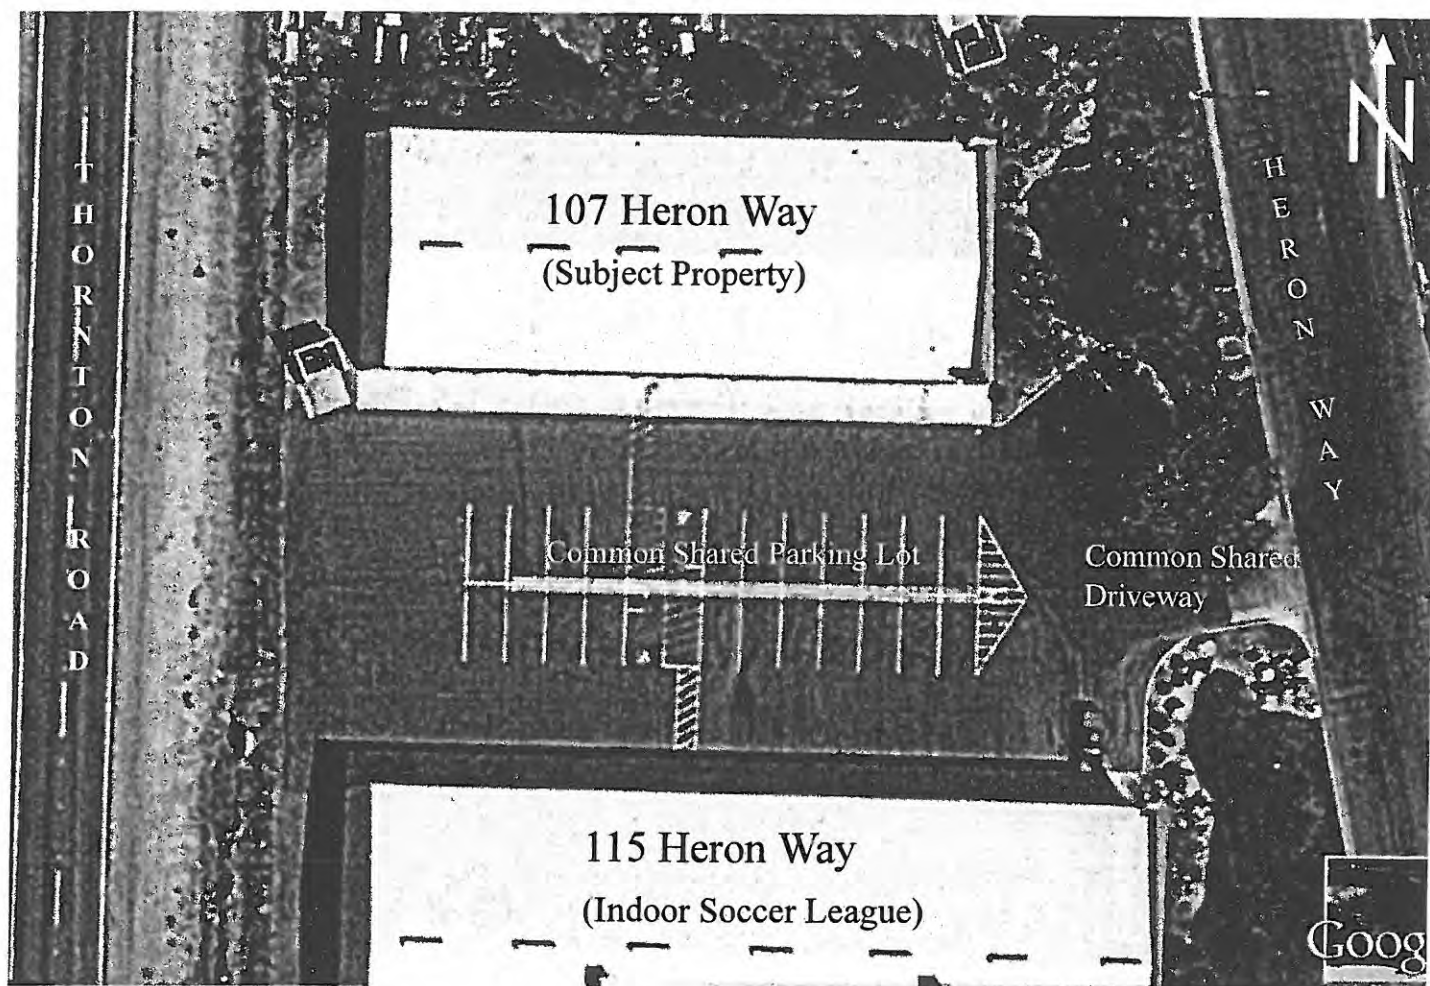 N
THORNTON ROAD
HERON WAY
107 Heron Way
(Subject Property)
Common Shared Parking Lot
Common Shared
Driveway
115 Heron Way
(Indoor Soccer League)
Goog